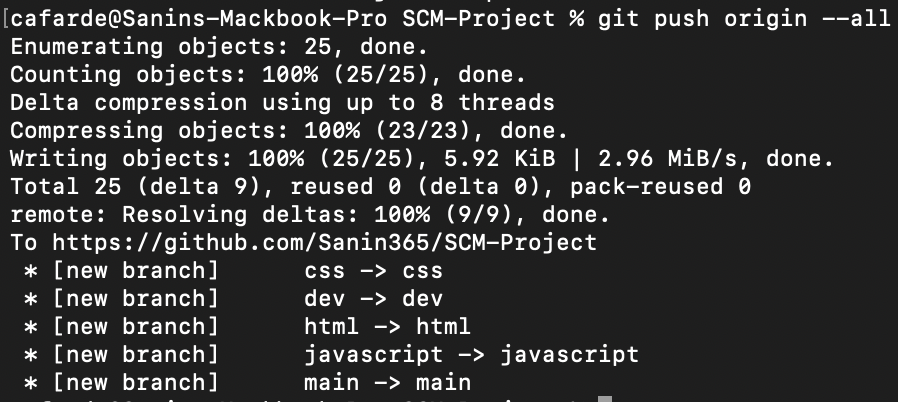 [cafarde@Sanins-Mackbook-Pro SCM-Project % git push origin --all
Enumerating objects: 25, done.
Counting objects: 100% (25/25), done.
Delta compression using up to 8 threads
Compressing objects: 100% (23/23), done.
Writing objects: 100% (25/25), 5.92 KiB | 2.96 MiB/s, done.
Total 25 (delta 9), reused 0 (delta 0), pack-reused 0
remote: Resolving deltas: 100% (9/9), done.
To https://github.com/Sanin365/SCM-Project
 * [new branch]      css -> css
 * [new branch]      dev -> dev
 * [new branch]      html -> html
 * [new branch]      javascript -> javascript
 * [new branch]      main -> main